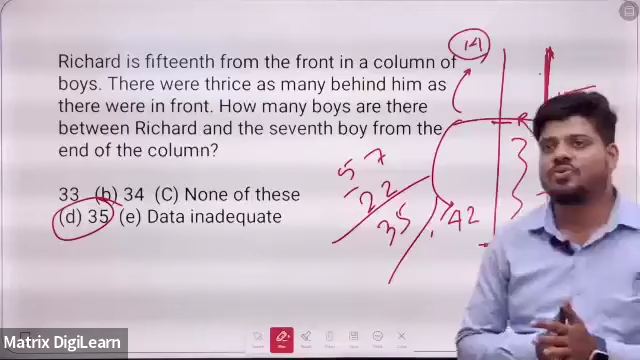 Richard is fifteenth from the front in a column of
boys. There were thrice as many behind him as
there were in front. How many boys are there
between Richard and the seventh boy from the
end of the column?
33 (b) 34 (C) None of these
(d) 35 (e) Data inadequate
14
57
22
35
42
Matrix DigiLearn